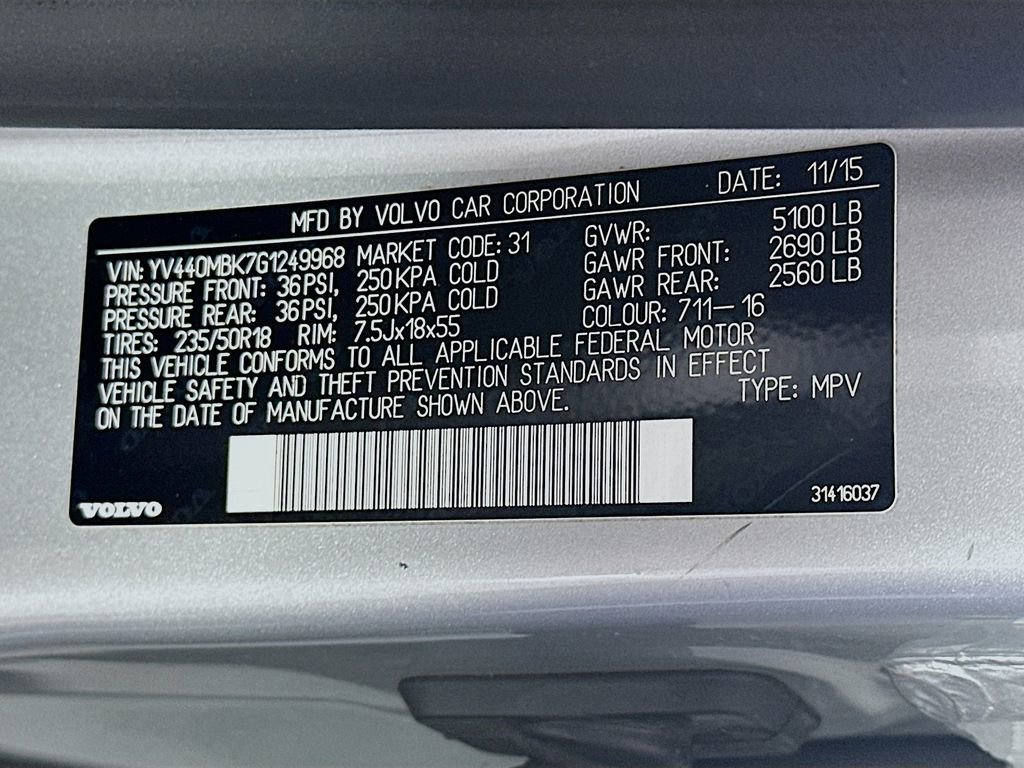 MFD BY VOLVO CAR CORPORATION DATE: 11/15
VIN: YV440MBK7G1249968 MARKET CODE: 31 GVWR: 5100 LB
PRESSURE FRONT: 36PSI, 250KPA COLD GAWR FRONT: 2690 LB
PRESSURE REAR: 36PSI, 250KPA COLD GAWR REAR: 2560 LB
TIRES: 235/50R18 RIM: 7.5Jx18x55 COLOUR: 711–16
THIS VEHICLE CONFORMS TO ALL APPLICABLE FEDERAL MOTOR
VEHICLE SAFETY AND THEFT PREVENTION STANDARDS IN EFFECT
ON THE DATE OF MANUFACTURE SHOWN ABOVE. TYPE: MPV
VOLVO 31416037